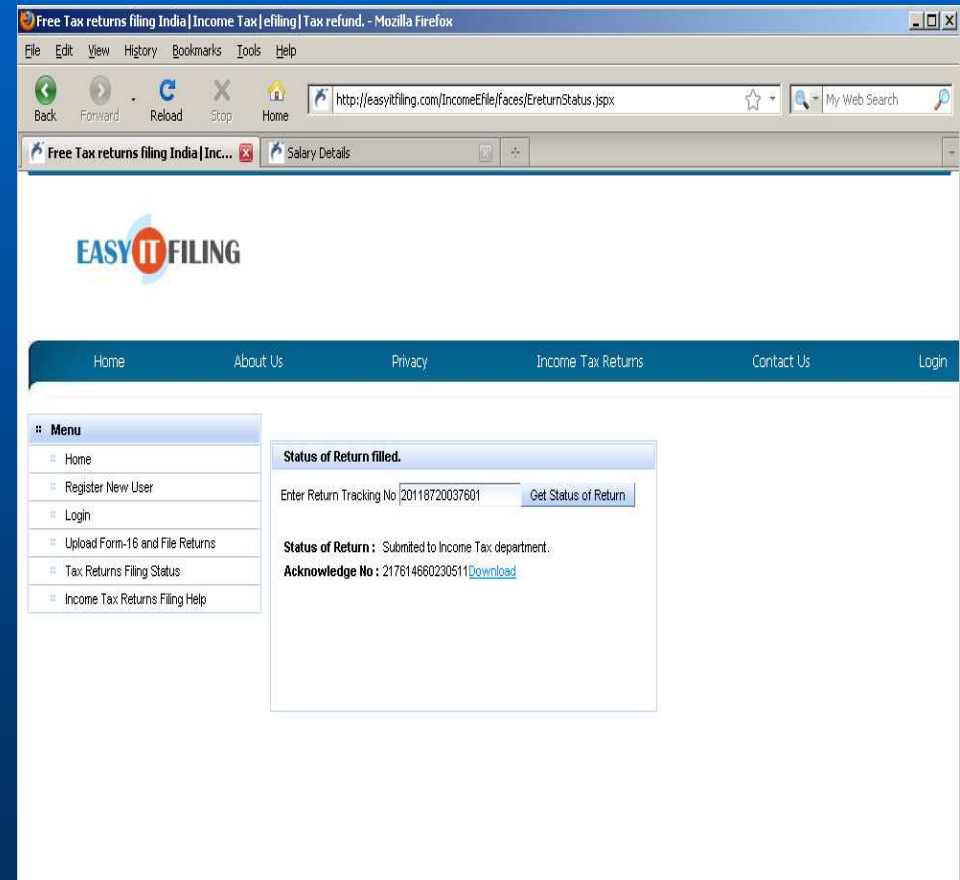 Free Tax returns filing India|Income Tax|efiling|Tax refund. - Mozilla Firefox
File Edit View History Bookmarks Tools Help
Back Forward Reload Stop Home http://easyitfiling.com/IncomeEfile/faces/EreturnStatus.jspx My Web Search
Free Tax returns filing India|Inc... Salary Details
EASY IT FILING
Home About Us Privacy Income Tax Returns Contact Us Login
Menu
Home
Register New User
Login
Upload Form-16 and File Returns
Tax Returns Filing Status
Income Tax Returns Filing Help
Status of Return filled.
Enter Return Tracking No 20118720037601 Get Status of Return
Status of Return : Submited to Income Tax department.
Acknowledge No : 217614660230511Download